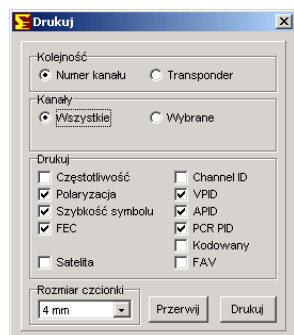 Drukuj
Kolejność
Numer kanału Transponder
Kanały
Wszystkie Wybrane
Drukuj
Częstotliwość Channel ID
Polaryzacja VPID
Szybkość symbolu APID
FEC PCR PID
Kodowany
Satelita FAV
Rozmiar czcionki
4 mm Przerwij Drukuj